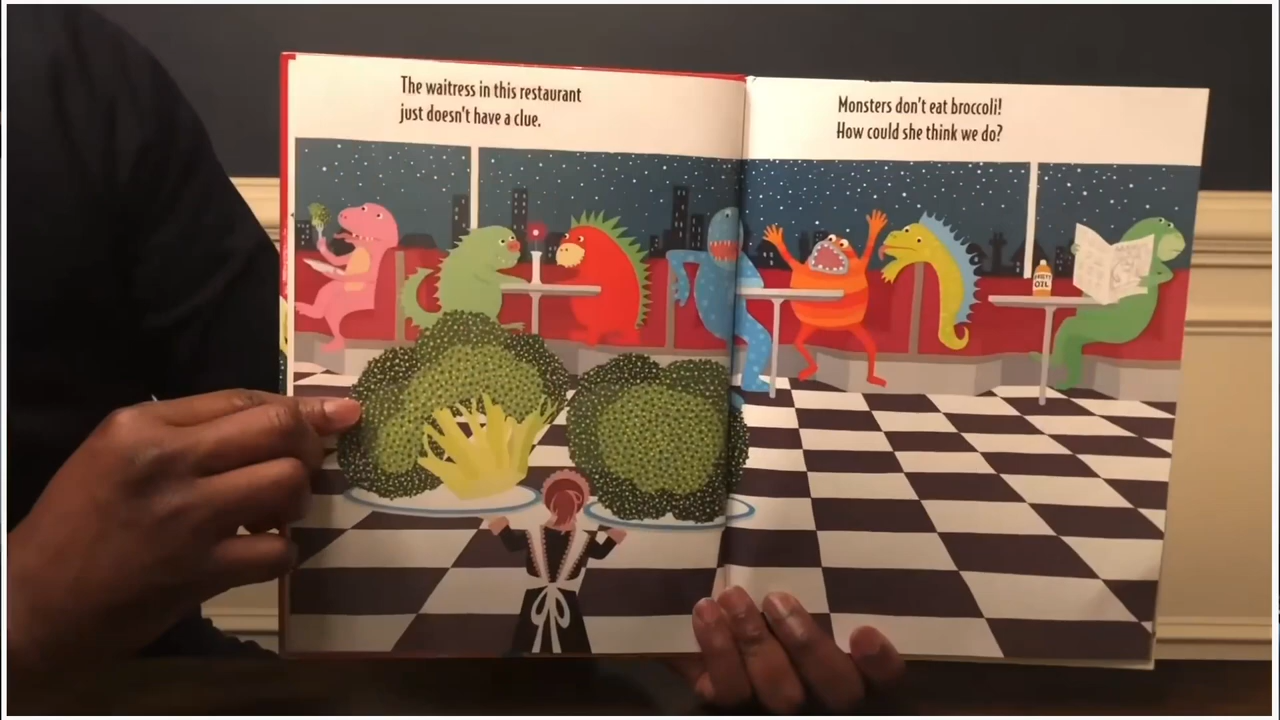 The waitress in this restaurant
just doesn't have a clue.
Monsters don't eat broccoli!
How could she think we do?
OIL